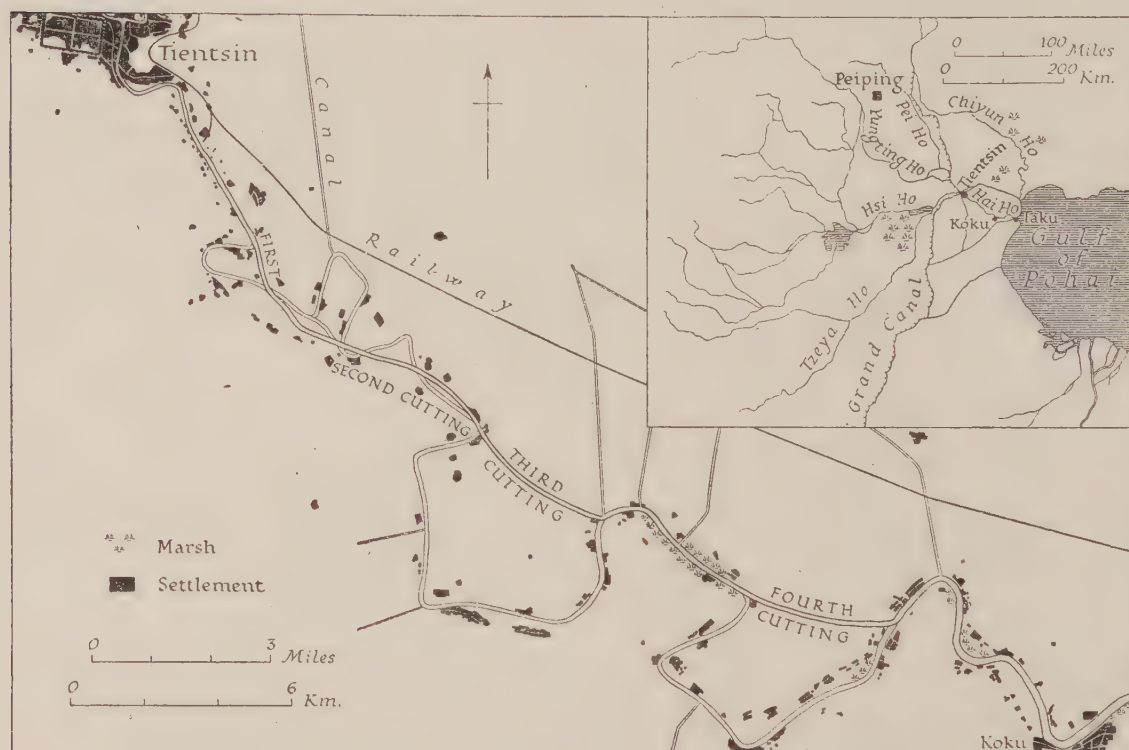 Tientsin
Canal
Railway
FIRST
SECOND CUTTING
THIRD
CUTTING
FOURTH
CUTTING
Koku
Marsh
Settlement
0 3 Miles
0 6 Km.
0 100 Miles
0 200 Km.
Peiping
Yungting Ho
Pei Ho
Chiyun Ho
Tientsin
Hai Ho
Hsi Ho
Koku
Taku
Gulf
of
Pohai
Tzeya Ho
Grand Canal